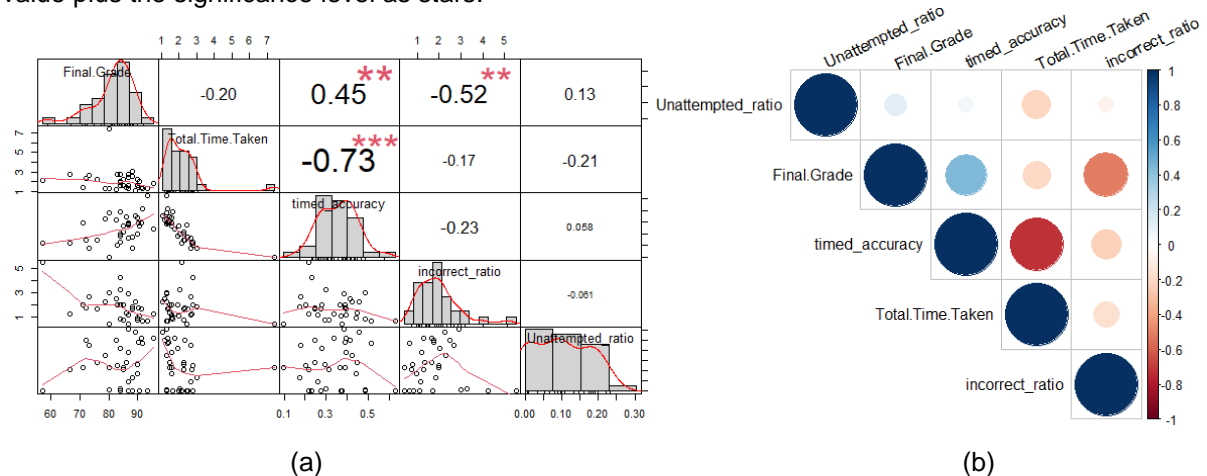 value plus the significance level as stars.
1 2 3 4 5 6 7
1 2 3 4 5
Final.Grade
-0.20
0.45 **
-0.52 **
0.13
7
5
3
1
Total.Time.Taken
-0.73 ***
-0.17
-0.21
timed_accuracy
-0.23
0.058
5
3
1
incorrect_ratio
-0.061
Unattempted_ratio
60 70 80 90
0.1 0.3 0.5
0.00 0.10 0.20 0.30
(a)
Unattempted_ratio
Final.Grade
timed_accuracy
Total.Time.Taken
incorrect_ratio
Unattempted_ratio
Final.Grade
timed_accuracy
Total.Time.Taken
incorrect_ratio
1
0.8
0.6
0.4
0.2
0
-0.2
-0.4
-0.6
-0.8
-1
(b)